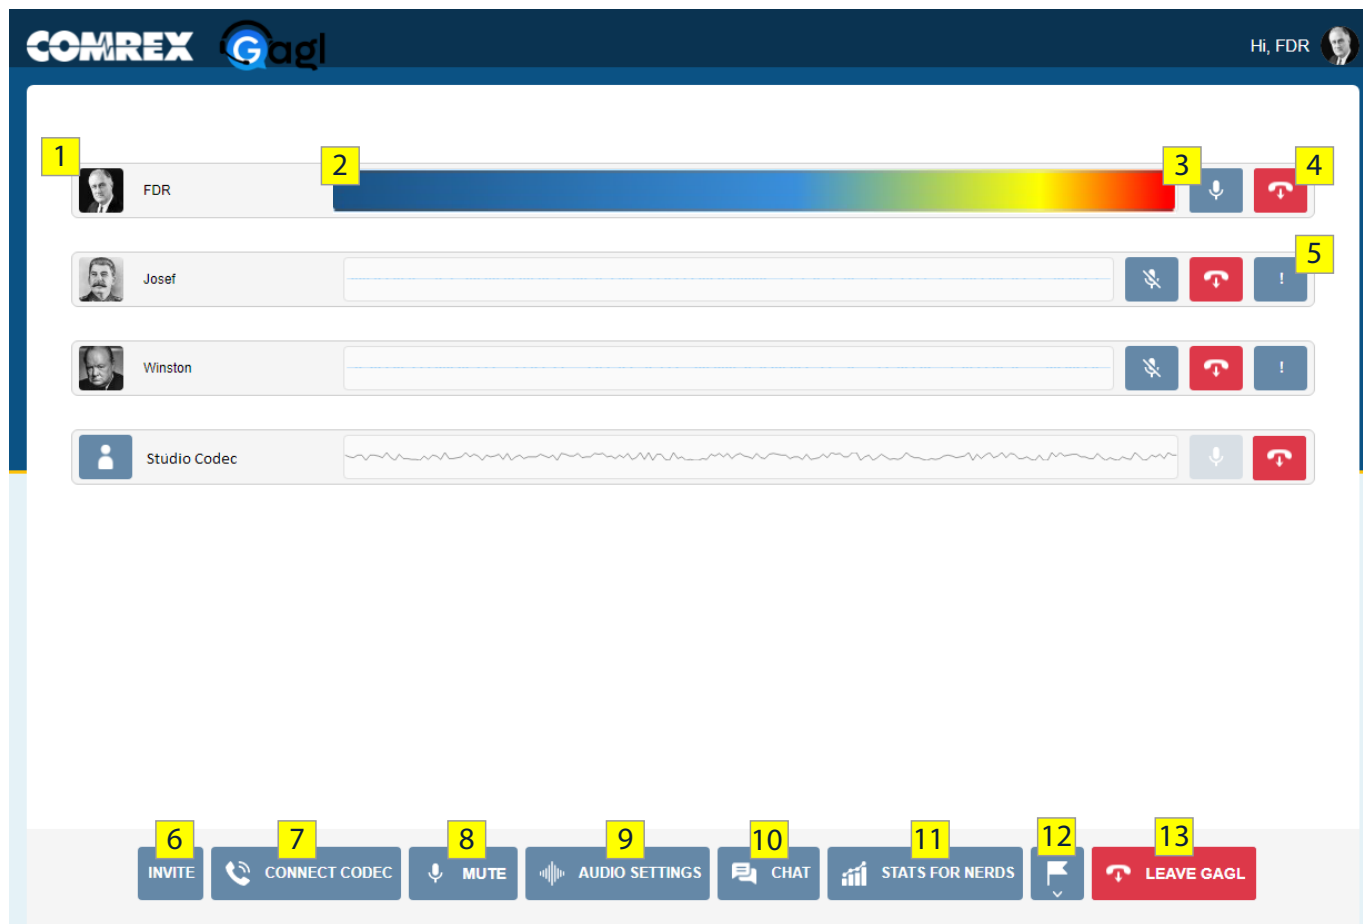 COMREX Gagl
Hi, FDR
1
2
3
4
FDR
5
Josef
!
Winston
!
Studio Codec
6
7
8
9
10
11
12
13
INVITE
CONNECT CODEC
MUTE
AUDIO SETTINGS
CHAT
STATS FOR NERDS
LEAVE GAGL